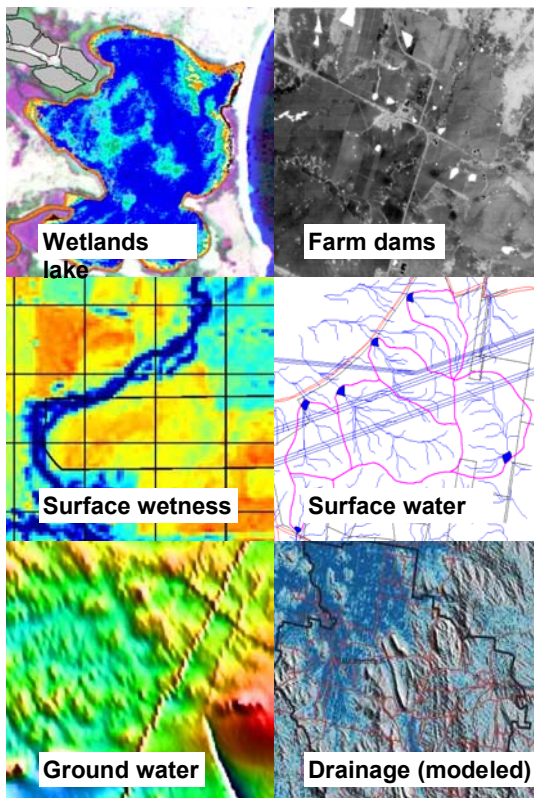 Wetlands
lake
Farm dams
Surface wetness
Surface water
Ground water
Drainage (modeled)